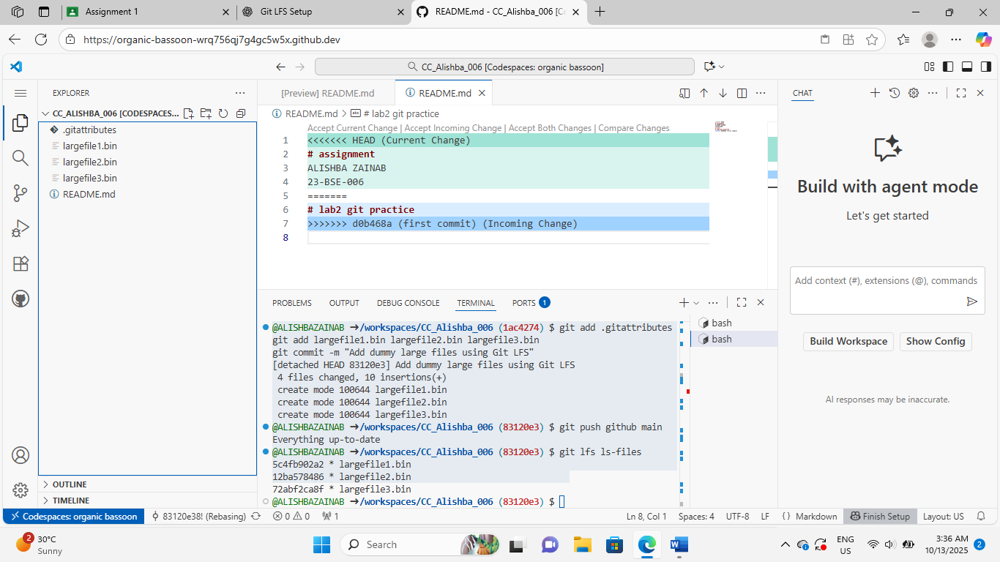 Assignment 1
Git LFS Setup
README.md - CC_Alishba_006 [Cc
https://organic-bassoon-wrq756qj7g4gc5w5x.github.dev
CC_Alishba_006 [Codespaces: organic bassoon]
EXPLORER
CC_ALISHBA_006 [CODESPACES...
.gitattributes
largefile1.bin
largefile2.bin
largefile3.bin
README.md
OUTLINE
TIMELINE
[Preview] README.md
README.md
README.md > # lab2 git practice
Accept Current Change | Accept Incoming Change | Accept Both Changes | Compare Changes
1 <<<<<<< HEAD (Current Change)
2 # assignment
3 ALISHBA ZAINAB
4 23-BSE-006
5 =======
6 # lab2 git practice
7 >>>>>>> d0b468a (first commit) (Incoming Change)
8
PROBLEMS OUTPUT DEBUG CONSOLE TERMINAL PORTS 1
@ALISHBAZAINAB ➜/workspaces/CC_Alishba_006 (1ac4274) $ git add .gitattributes
git add largefile1.bin largefile2.bin largefile3.bin
git commit -m "Add dummy large files using Git LFS"
[detached HEAD 83120e3] Add dummy large files using Git LFS
4 files changed, 10 insertions(+)
create mode 100644 largefile1.bin
create mode 100644 largefile2.bin
create mode 100644 largefile3.bin
@ALISHBAZAINAB ➜/workspaces/CC_Alishba_006 (83120e3) $ git push github main
Everything up-to-date
@ALISHBAZAINAB ➜/workspaces/CC_Alishba_006 (83120e3) $ git lfs ls-files
5c4fb902a2 * largefile1.bin
12ba578486 * largefile2.bin
72abf2ca8f * largefile3.bin
@ALISHBAZAINAB ➜/workspaces/CC_Alishba_006 (83120e3) $
bash
bash
CHAT
Build with agent mode
Let's get started
Add context (#), extensions (@), commands
Build Workspace
Show Config
AI responses may be inaccurate.
Codespaces: organic bassoon 83120e38! (Rebasing) 0 0 1 Ln 8, Col 1 Spaces: 4 UTF-8 LF {} Markdown Finish Setup Layout: US
2
30°C
Sunny
Search
ENG
US
3:36 AM
10/13/2025
2